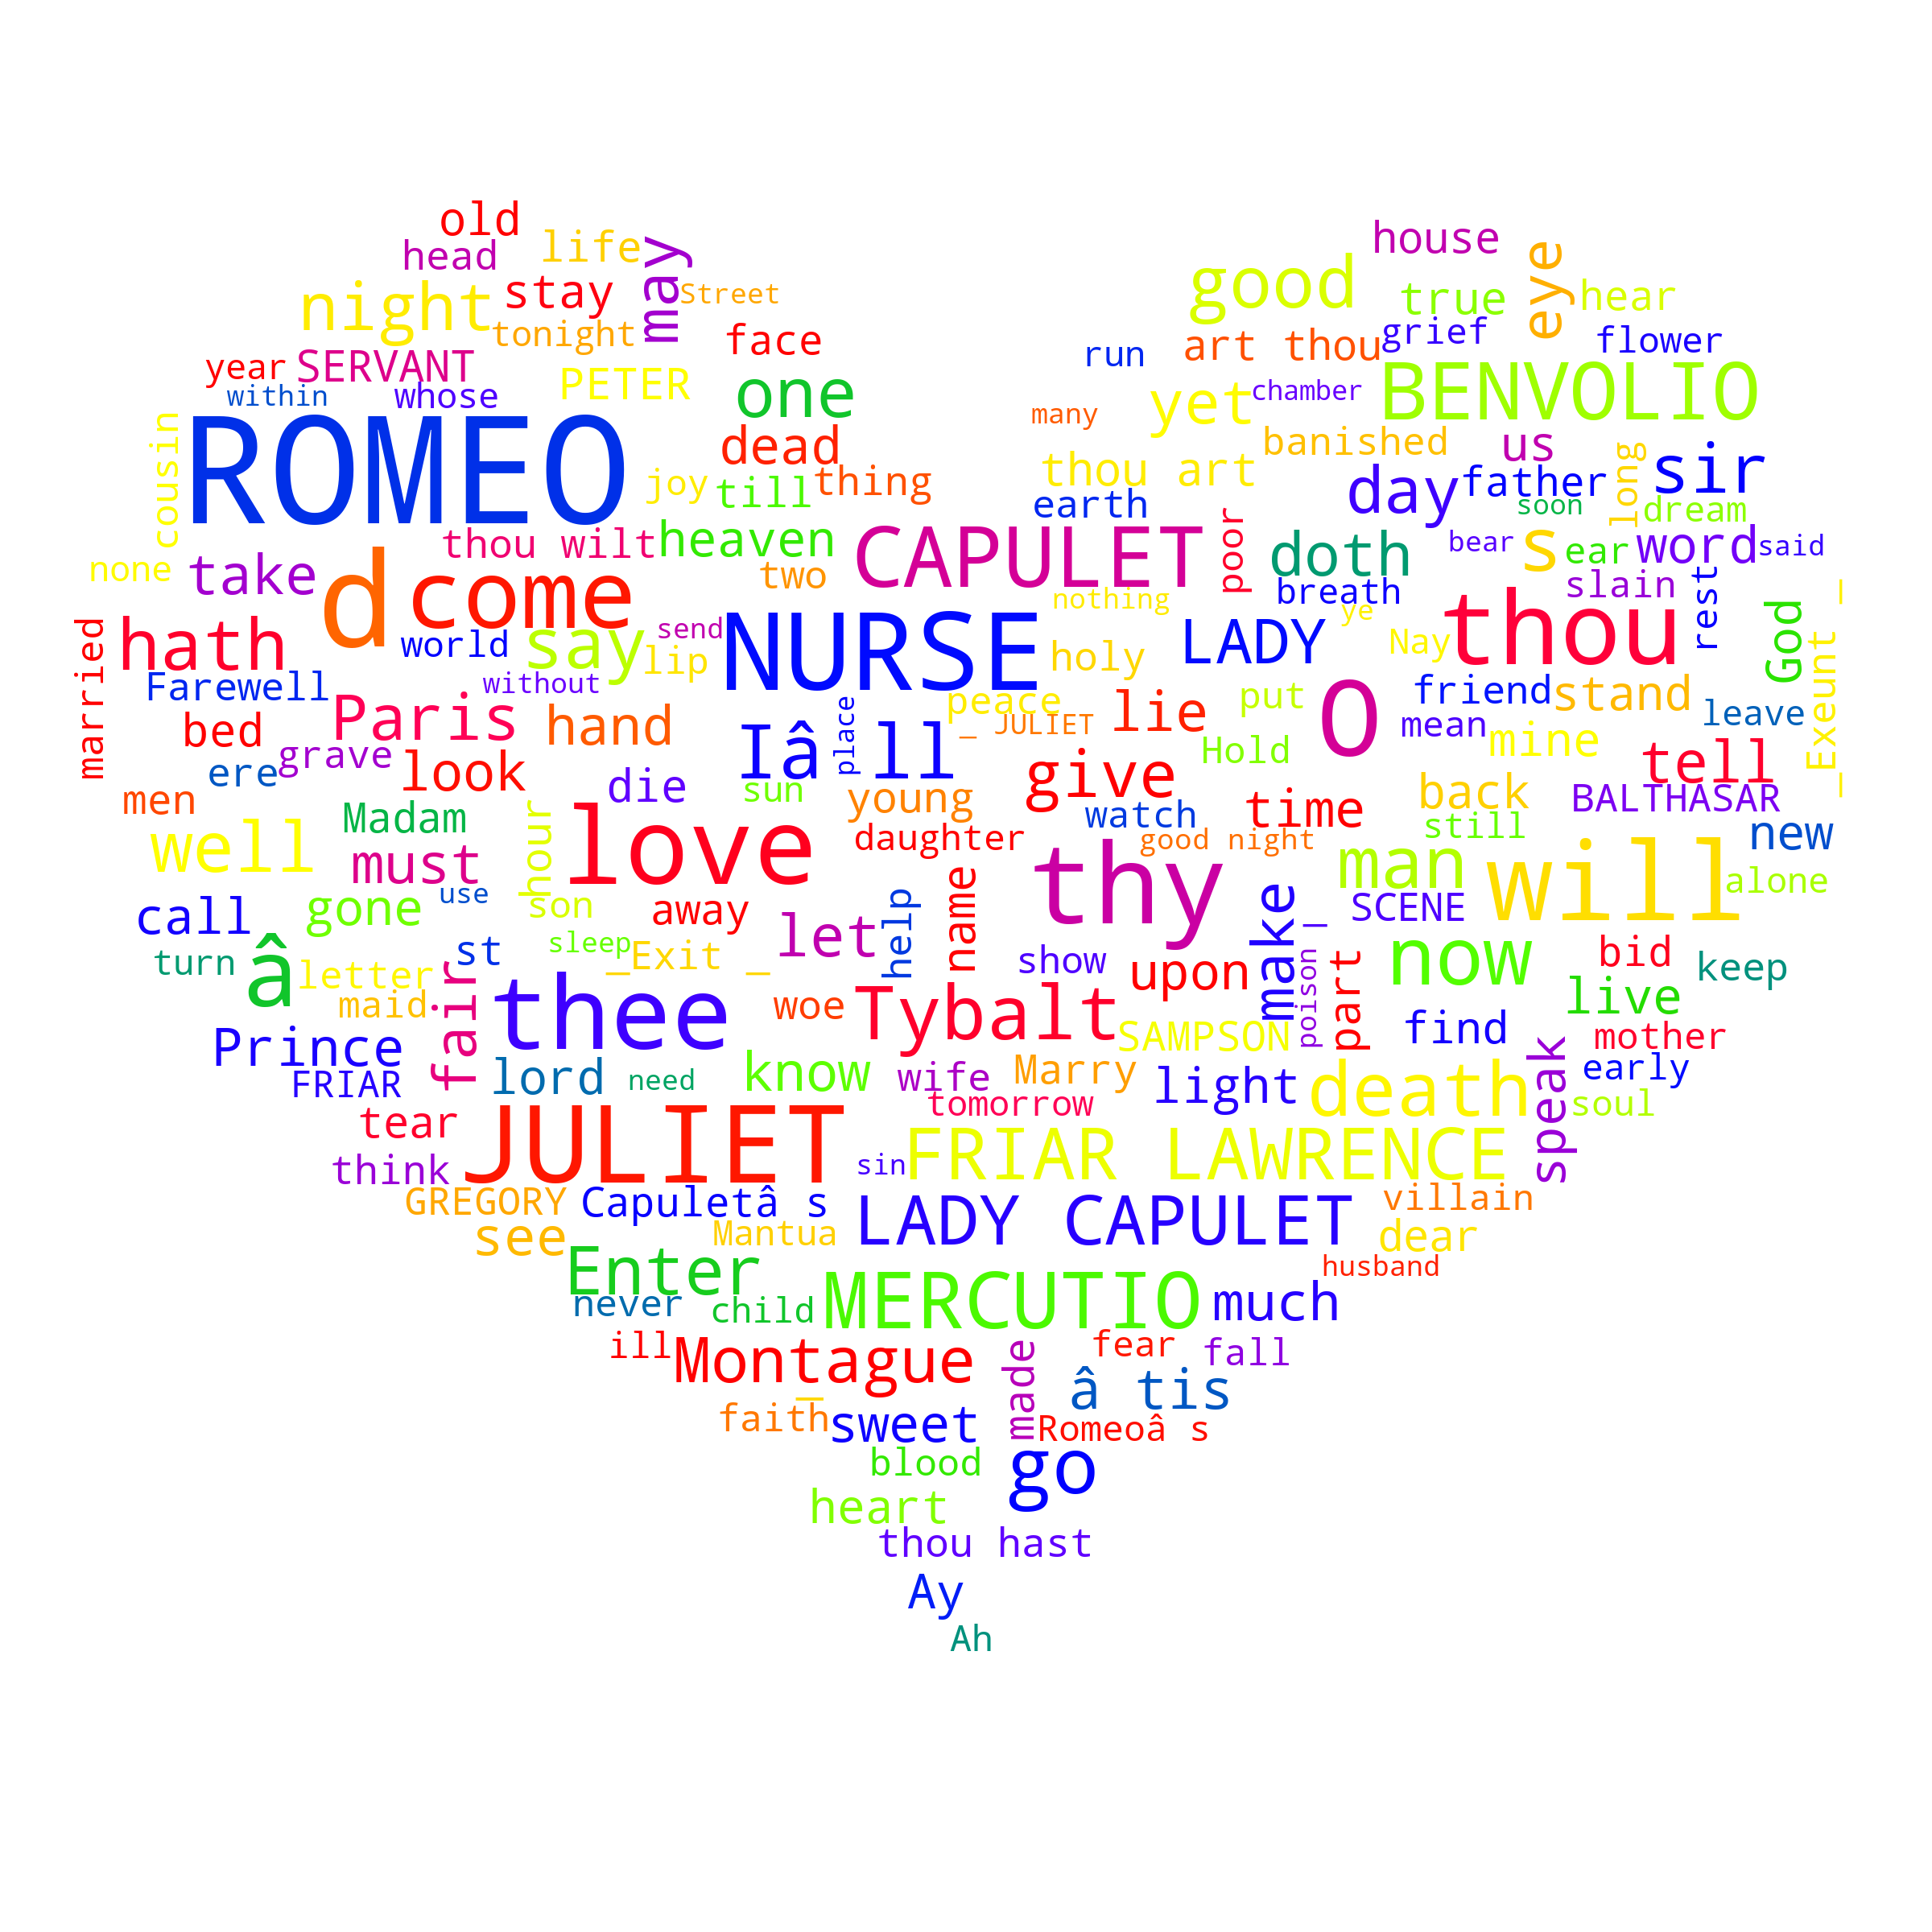 old
head
life
may
night
stay
Street
tonight
face
year
SERVANT
within
whose
PETER
one
cousin
ROMEO
dead
joy
till
thing
house
good
true
eye
hear
grief
flower
run
art thou
BENVOLIO
many
yet
chamber
thou art
banished
us
long
sir
earth
day
father
soon
dream
none
take
thou wilt
heaven
d
come
two
CAPULET
poor
doth
bear
s
ear
word
said
nothing
breath
ye
slain
rest
God
_Exeunt _
married
hath
world
say
send
lip
NURSE
holy
LADY
Nay
thou
Farewell
without
bed
Paris
hand
grave
place
peace
_ JULIET
lie
put
O
friend
stand
mean
mine
leave
ere
look
Iâ ll
Hold
tell
men
die
sun
young
give
watch
time
back
BALTHASAR
Madam
hour
love
daughter
good night
still
new
well
must
thy
man
will
alone
call
gone
use
son
away
let
help
name
make _
SCENE
now
bid
keep
turn
â
letter
st
sleep
_Exit _
show
upon
poison
part
live
maid
fair
thee
woe
Tybalt
SAMPSON
find
mother
Prince
FRIAR
lord
need
know
wife
Marry
light
death
speak
early
soul
tear
tomorrow
think
JULIET
sin
FRIAR LAWRENCE
GREGORY
Capuletâ s
LADY CAPULET
villain
see
Mantua
dear
Enter
husband
never
child
MERCUTIO
much
ill
Montague
_
made
fear
fall
â tis
faith
sweet
Romeoâ s
blood
go
heart
thou hast
Ay
Ah